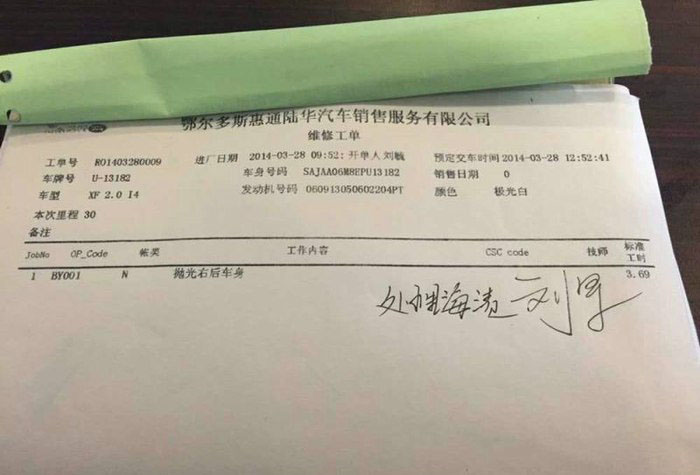 鄂尔多斯惠通陆华汽车销售服务有限公司
维修工单
工单号 RO1403280009 进厂日期 2014-03-28 09:52: 开单人刘毓 预定交车时间 2014-03-28 12:52:41
车牌号 U-13182 车身号码 SAJAA06M8EPU13182 销售日期 0
车型 XF 2.0 I4 发动机号码 060913050602204PT 颜色 极光白
本次里程 30
备注
JobNo OP_Code 帐类 工作内容 CSC code 技师 标准工时
1 BY001 N 抛光右后车身 3.69
处理海涛 刘军